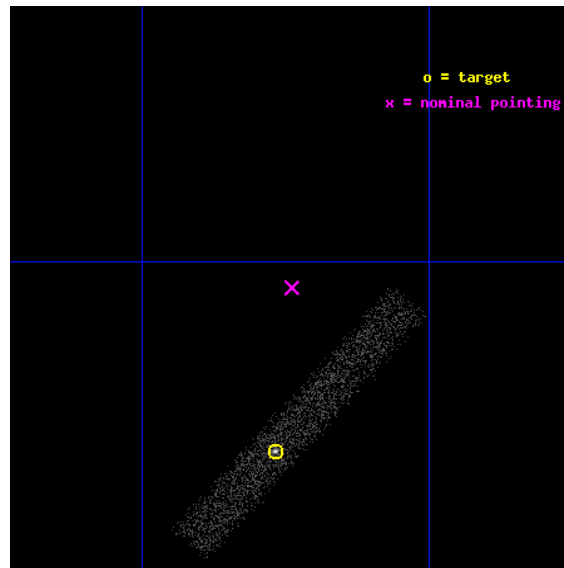 o = target
x = nominal pointing